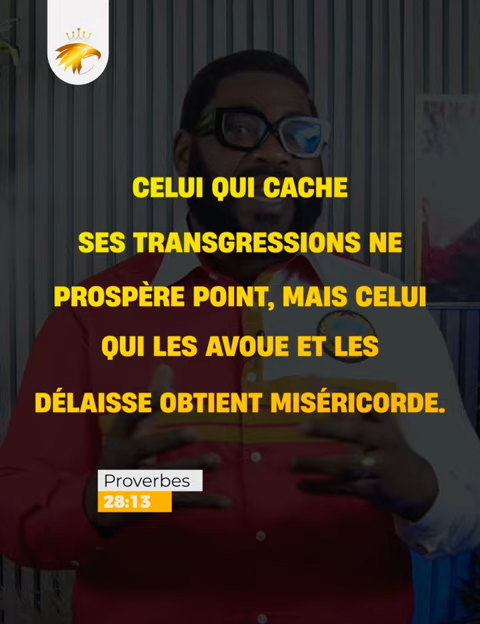 CELUI QUI CACHE
SES TRANSGRESSIONS NE
PROSPÈRE POINT, MAIS CELUI
QUI LES AVOUE ET LES
DÉLAISSE OBTIENT MISÉRICORDE.
Proverbes
28:13